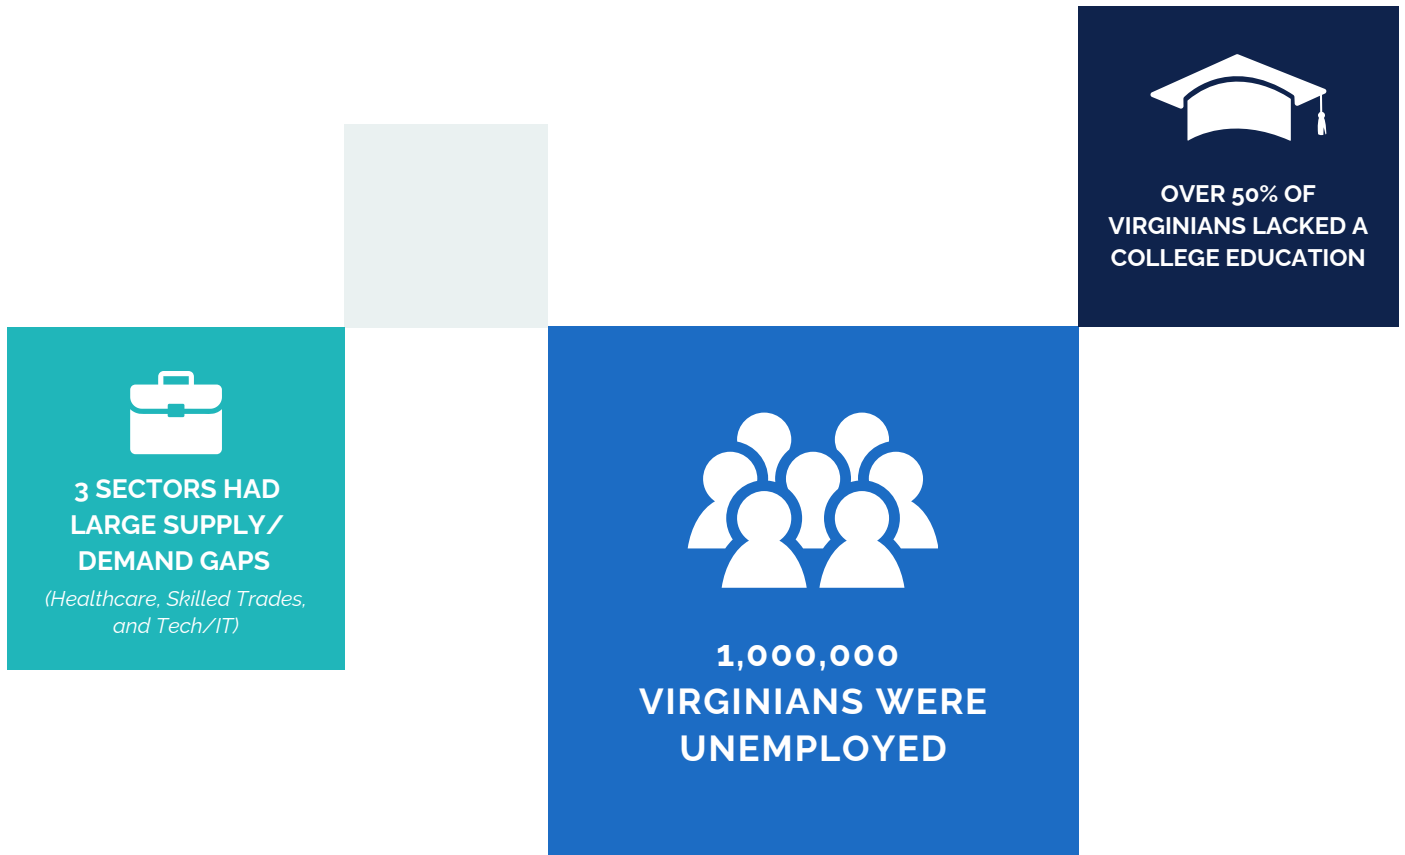 OVER 50% OF
VIRGINIANS LACKED A
COLLEGE EDUCATION
3 SECTORS HAD
LARGE SUPPLY/
DEMAND GAPS
(Healthcare, Skilled Trades,
and Tech/IT)
1,000,000
VIRGINIANS WERE
UNEMPLOYED